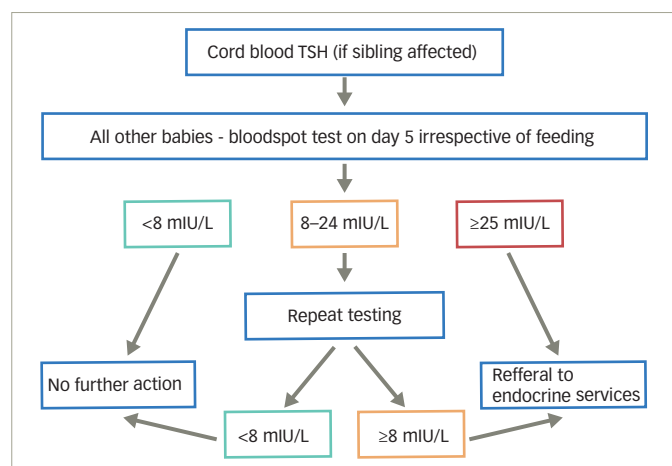 Cord blood TSH (if sibling affected)
All other babies - bloodspot test on day 5 irrespective of feeding
<8 mIU/L
8–24 mIU/L
≥25 mIU/L
Repeat testing
No further action
Refferal to
endocrine services
<8 mIU/L
≥8 mIU/L